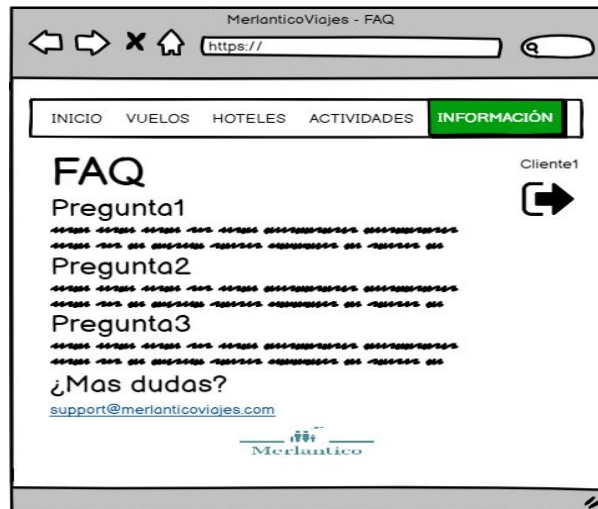 MerlanticoViajes - FAQ
https://
INICIO VUELOS HOTELES ACTIVIDADES INFORMACIÓN
Cliente1
FAQ
Pregunta1
Pregunta2
Pregunta3
¿Mas dudas?
support@merlanticoviajes.com
Merlantico